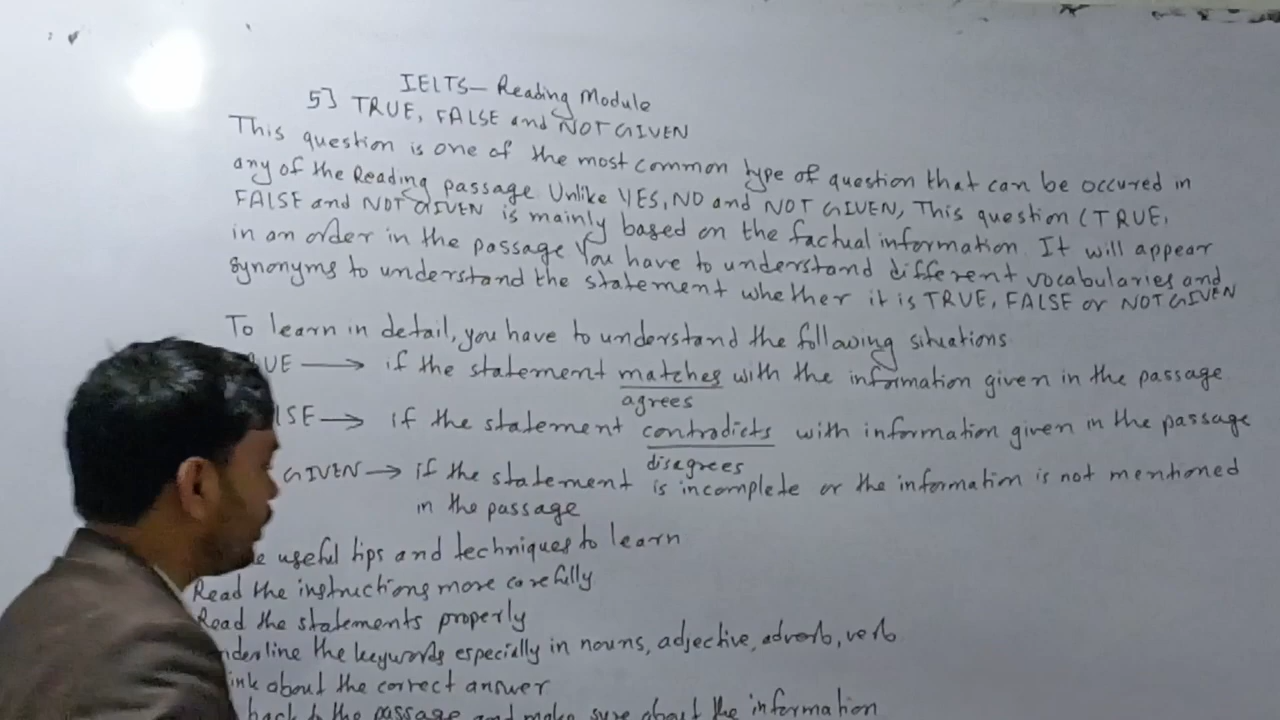 IELTS- Reading Module
5] TRUE, FALSE and NOT GIVEN
This question is one of the most common type of question that can be occured in
any of the Reading passage. Unlike YES, NO and NOT GIVEN, This question (TRUE,
FALSE and NOT GIVEN is mainly based on the factual information. It will appear
in an order in the passage You have to understand different vocabularies and
synonyms to understand the statement whether it is TRUE, FALSE or NOT GIVEN
To learn in detail, you have to understand the following situations
UE → if the statement matches with the information given in the passage
agrees
LSE → if the statement contradicts with information given in the passage
disagrees
GIVEN → if the statement is incomplete or the information is not mentioned
in the passage
useful tips and techniques to learn
Read the instructions more carefully
Read the statements properly
nderline the keywords especially in nouns, adjective, adverb, verb
ink about the correct answer
back to the passage and make sure about the information